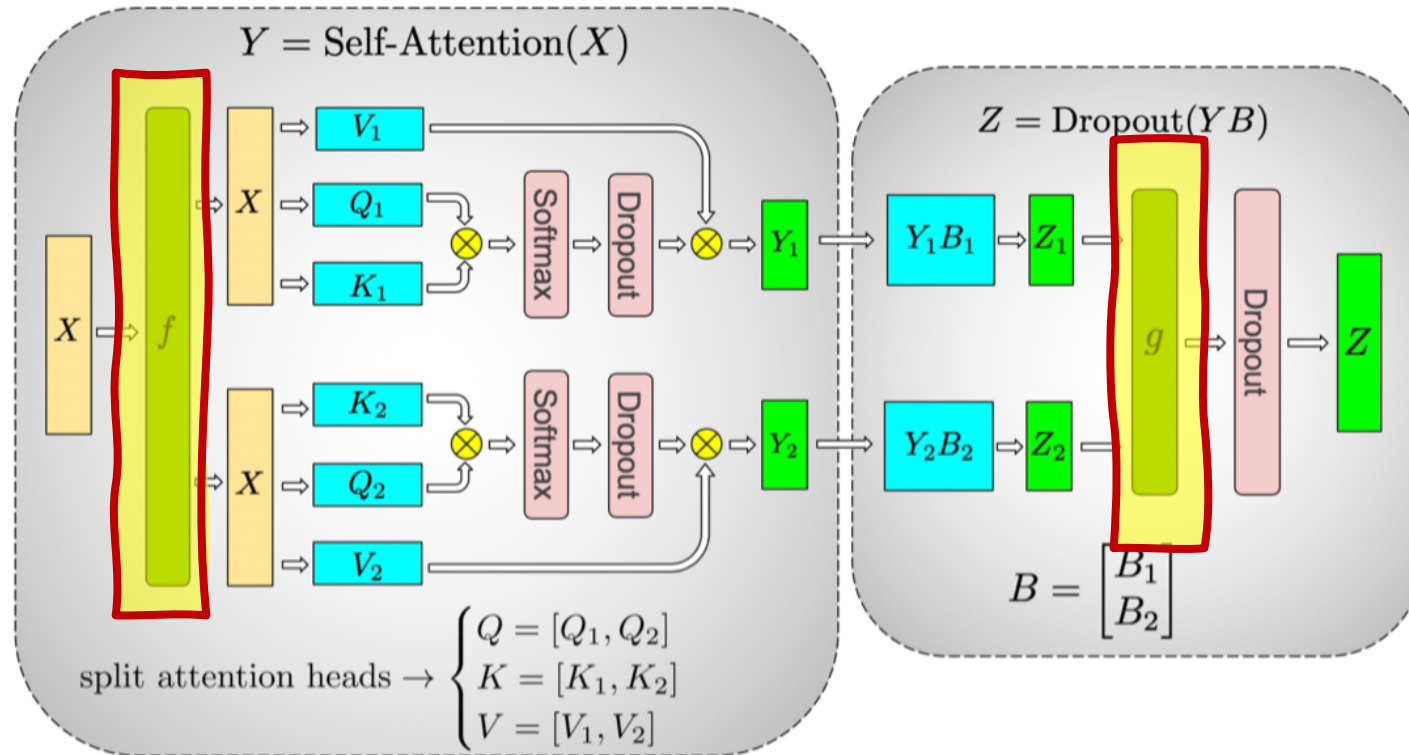 Y = Self-Attention(X)
X
f
X
V₁
Q₁
K₁
Softmax
Dropout
Y₁
X
K₂
Q₂
V₂
Softmax
Dropout
Y₂
split attention heads → { Q = [Q₁, Q₂]
K = [K₁, K₂]
V = [V₁, V₂]
Z = Dropout(YB)
Y₁B₁
Z₁
Y₂B₂
Z₂
g
Dropout
Z
B = [B₁
B₂]